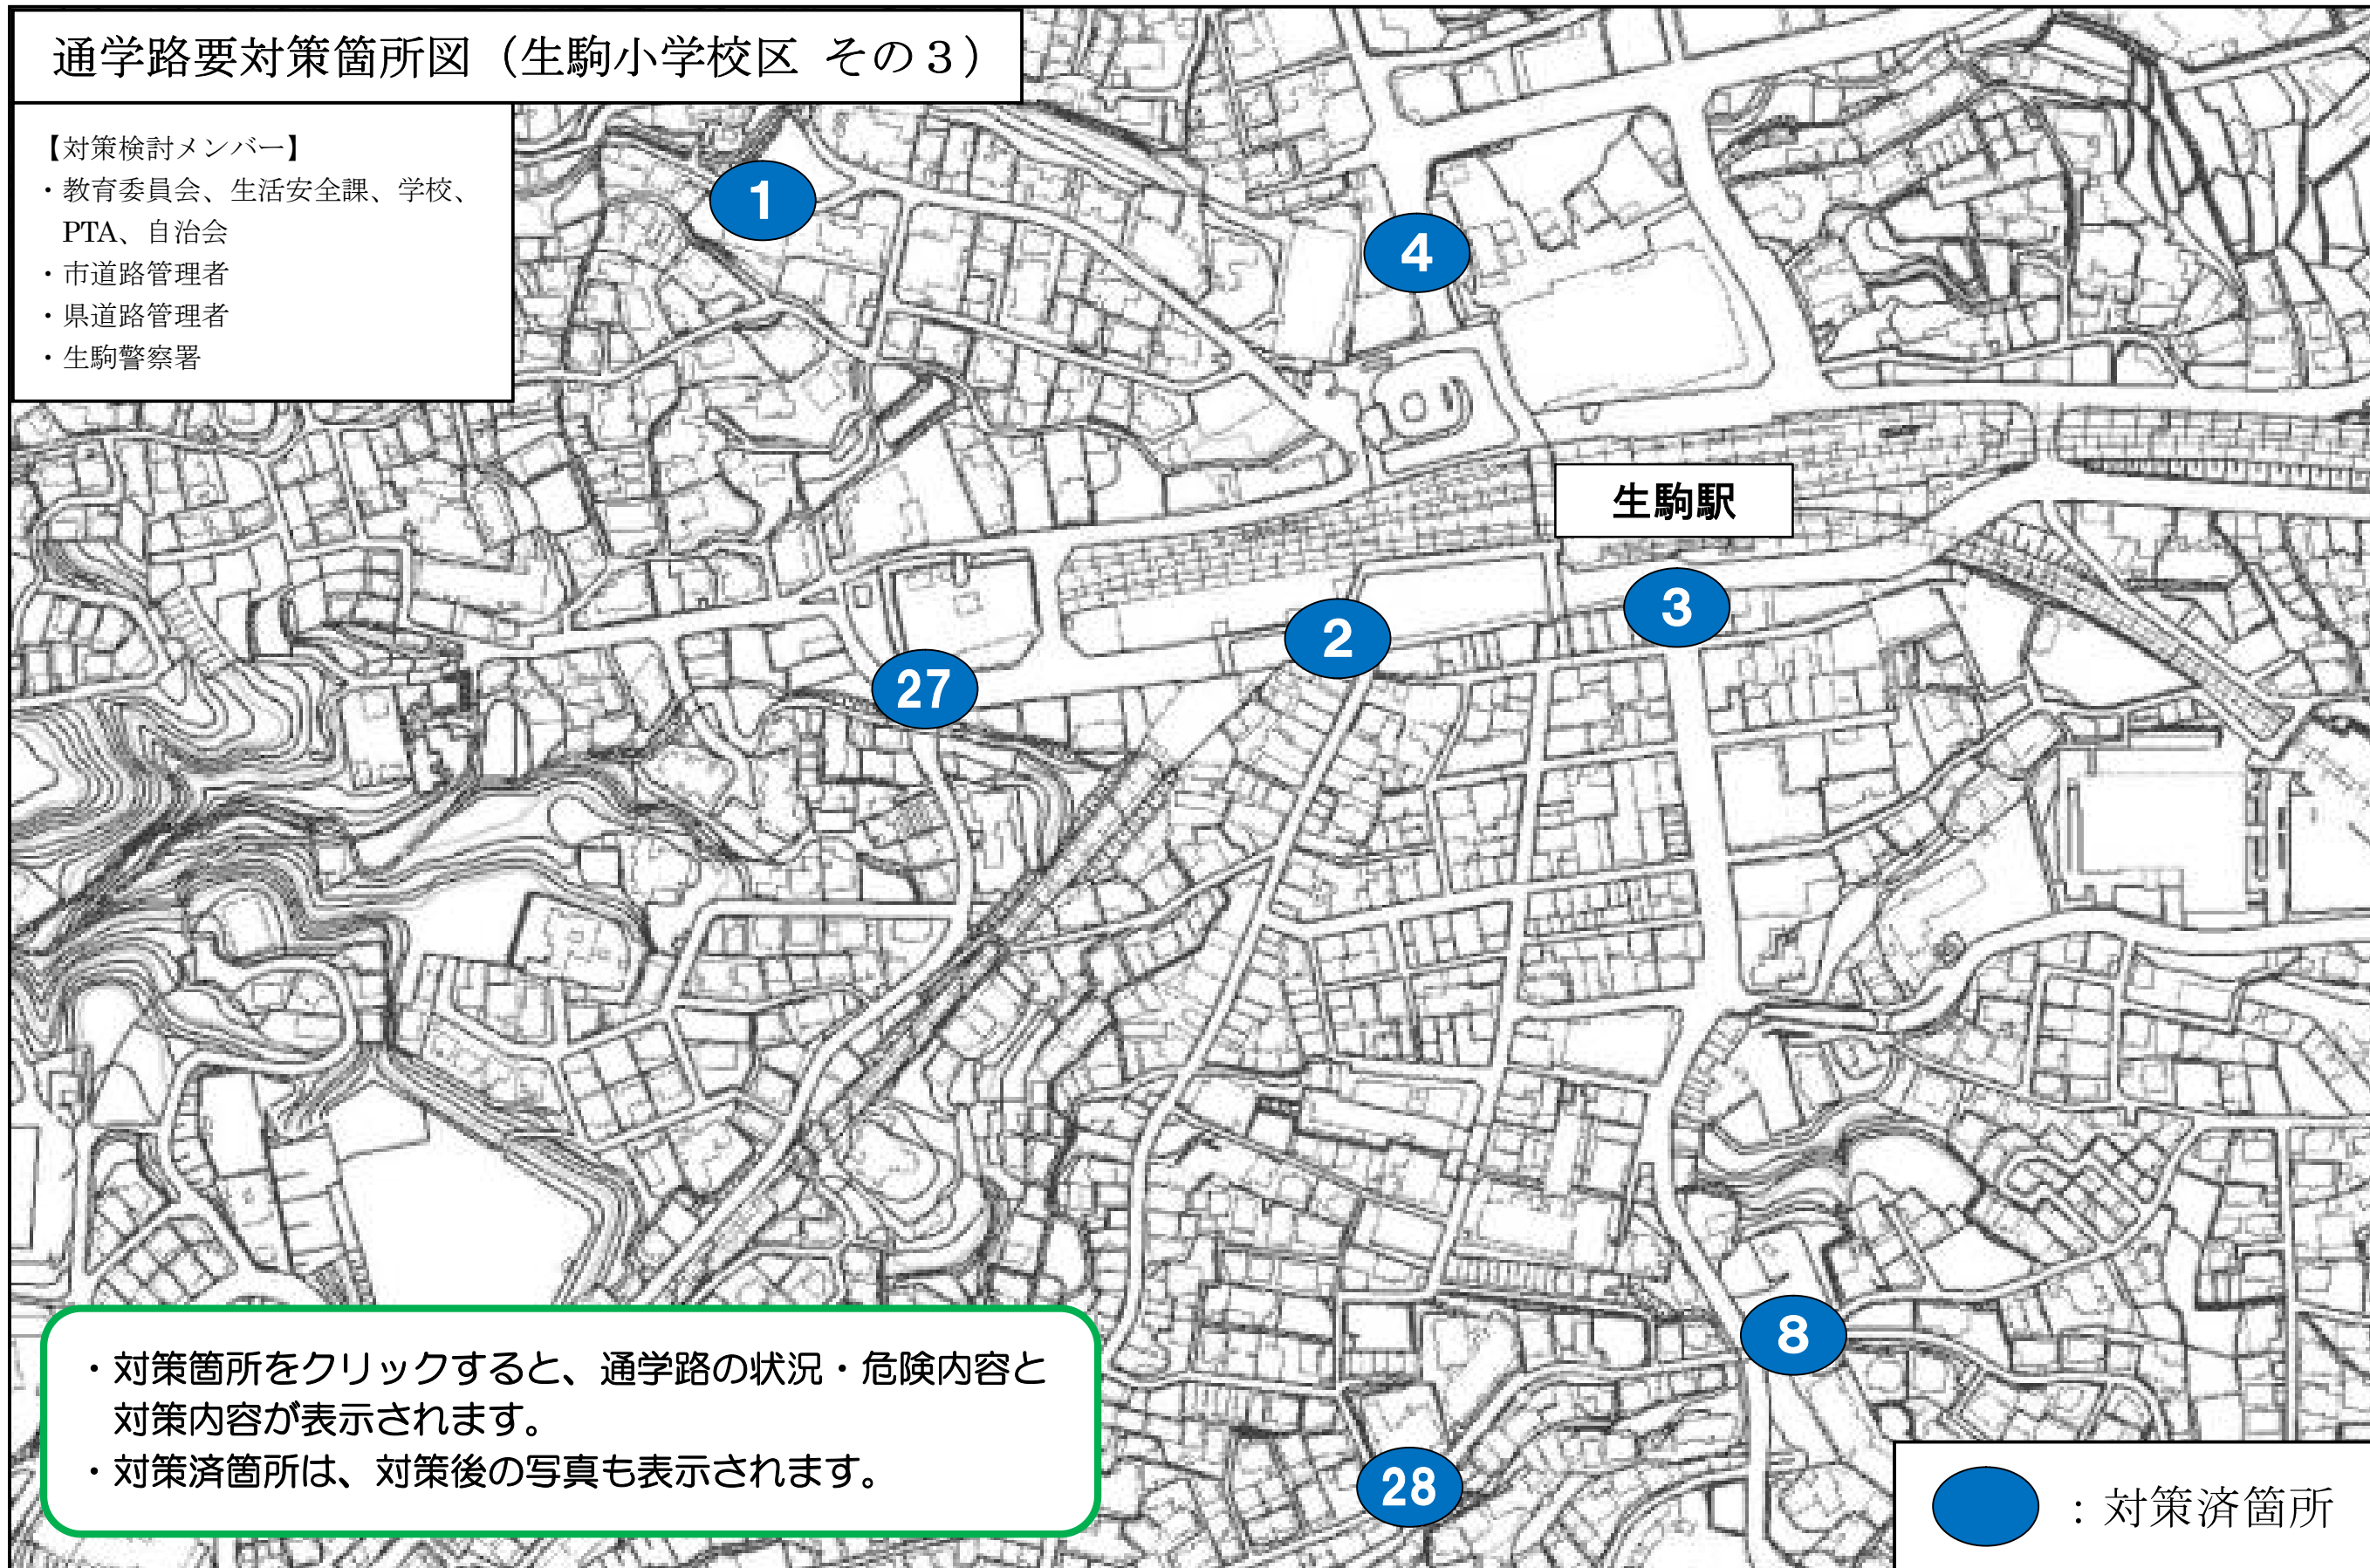 通学路要対策箇所図（生駒小学校区 その３）
【対策検討メンバー】
・教育委員会、生活安全課、学校、
PTA、自治会
・市道路管理者
・県道路管理者
・生駒警察署
1
4
生駒駅
3
2
27
8
28
・対策箇所をクリックすると、通学路の状況・危険内容と
対策内容が表示されます。
・対策済箇所は、対策後の写真も表示されます。
：対策済箇所